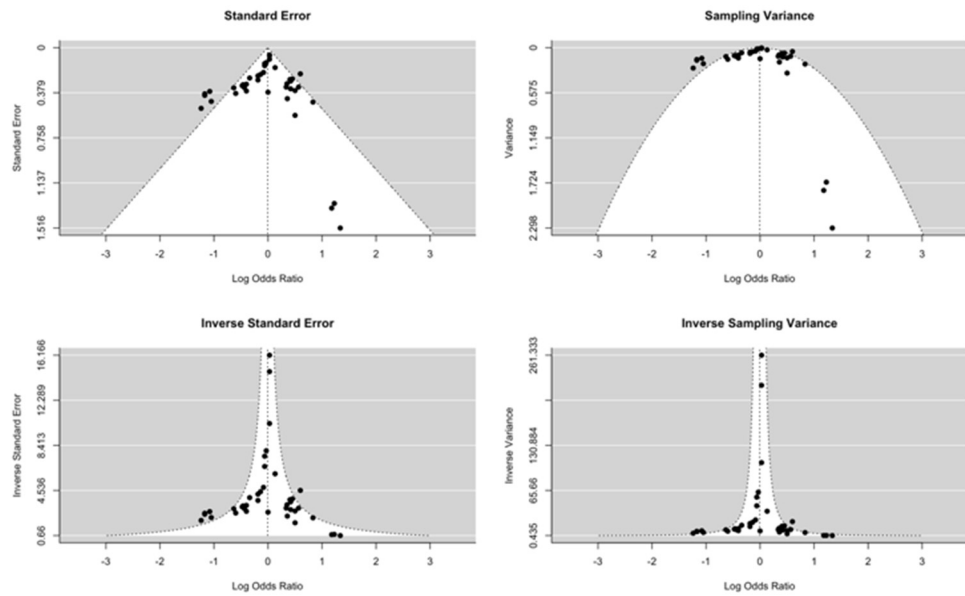 Standard Error
Standard Error
0
0.379
0.758
1.137
1.516
-3 -2 -1 0 1 2 3
Log Odds Ratio
Sampling Variance
Variance
0
0.575
1.149
1.724
2.298
-3 -2 -1 0 1 2 3
Log Odds Ratio
Inverse Standard Error
Inverse Standard Error
16.166
12.289
8.413
4.536
0.66
-3 -2 -1 0 1 2 3
Log Odds Ratio
Inverse Sampling Variance
Inverse Variance
261.333
130.884
65.66
0.435
-3 -2 -1 0 1 2 3
Log Odds Ratio